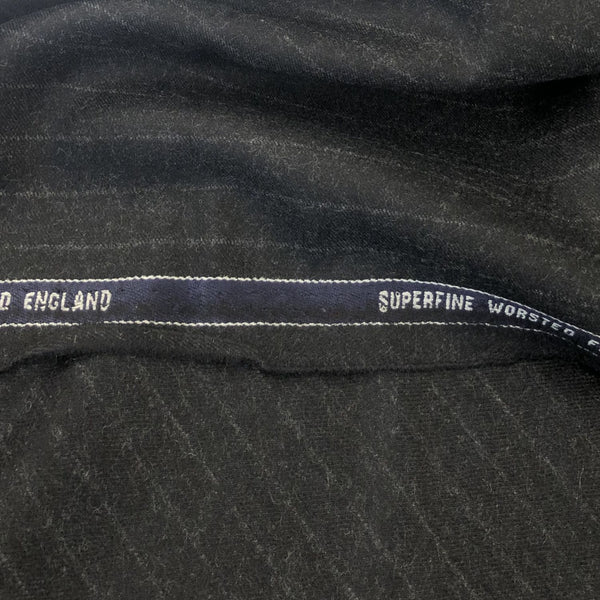 D ENGLAND SUPERFINE WORSTED F